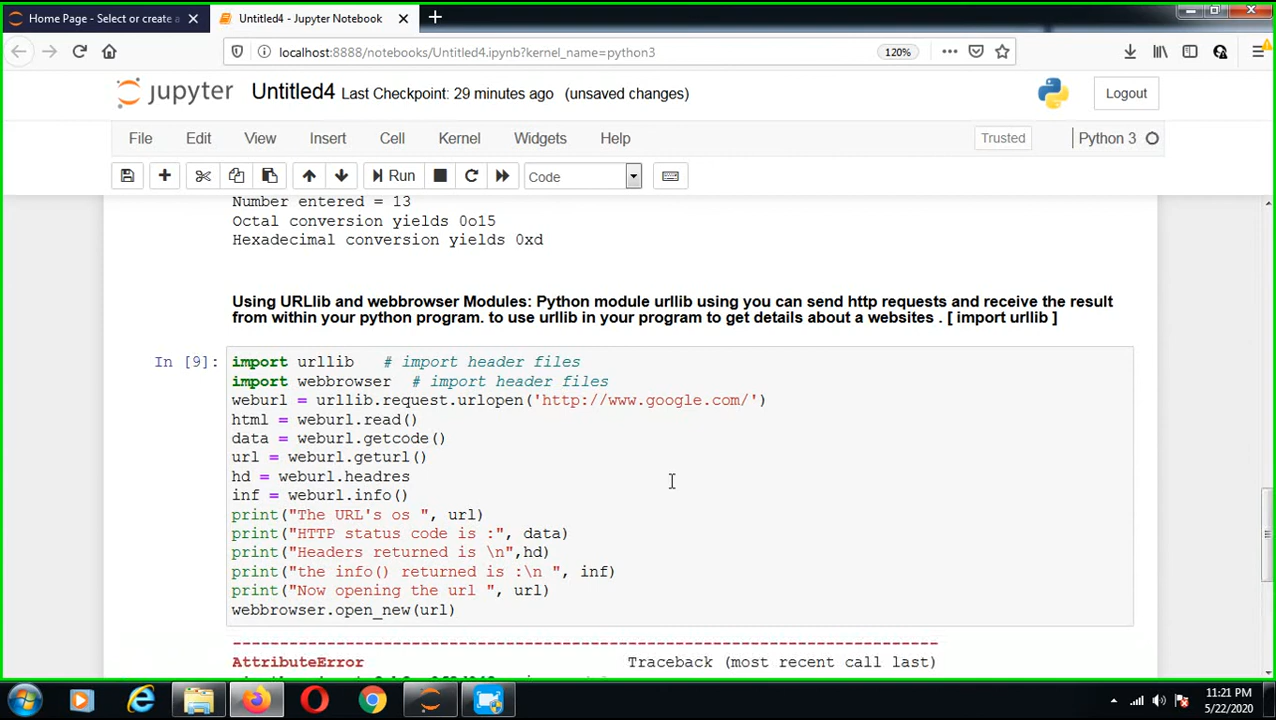 Home Page - Select or create a
Untitled4 - Jupyter Notebook
localhost:8888/notebooks/Untitled4.ipynb?kernel_name=python3
120%
jupyter Untitled4 Last Checkpoint: 29 minutes ago (unsaved changes)
Logout
File Edit View Insert Cell Kernel Widgets Help
Trusted
Python 3
Run
Code
Number entered = 13
Octal conversion yields 0o15
Hexadecimal conversion yields 0xd
Using URLlib and webbrowser Modules: Python module urllib using you can send http requests and receive the result
from within your python program. to use urllib in your program to get details about a websites . [ import urllib ]
In [9]:
import urllib   # import header files
import webbrowser  # import header files
weburl = urllib.request.urlopen('http://www.google.com/')
html = weburl.read()
data = weburl.getcode()
url = weburl.geturl()
hd = weburl.headres
inf = weburl.info()
print("The URL's os ", url)
print("HTTP status code is :", data)
print("Headers returned is \n",hd)
print("the info() returned is :\n ", inf)
print("Now opening the url ", url)
webbrowser.open_new(url)
---------------------------------------------------------------------------
AttributeError                            Traceback (most recent call last)
11:21 PM
5/22/2020